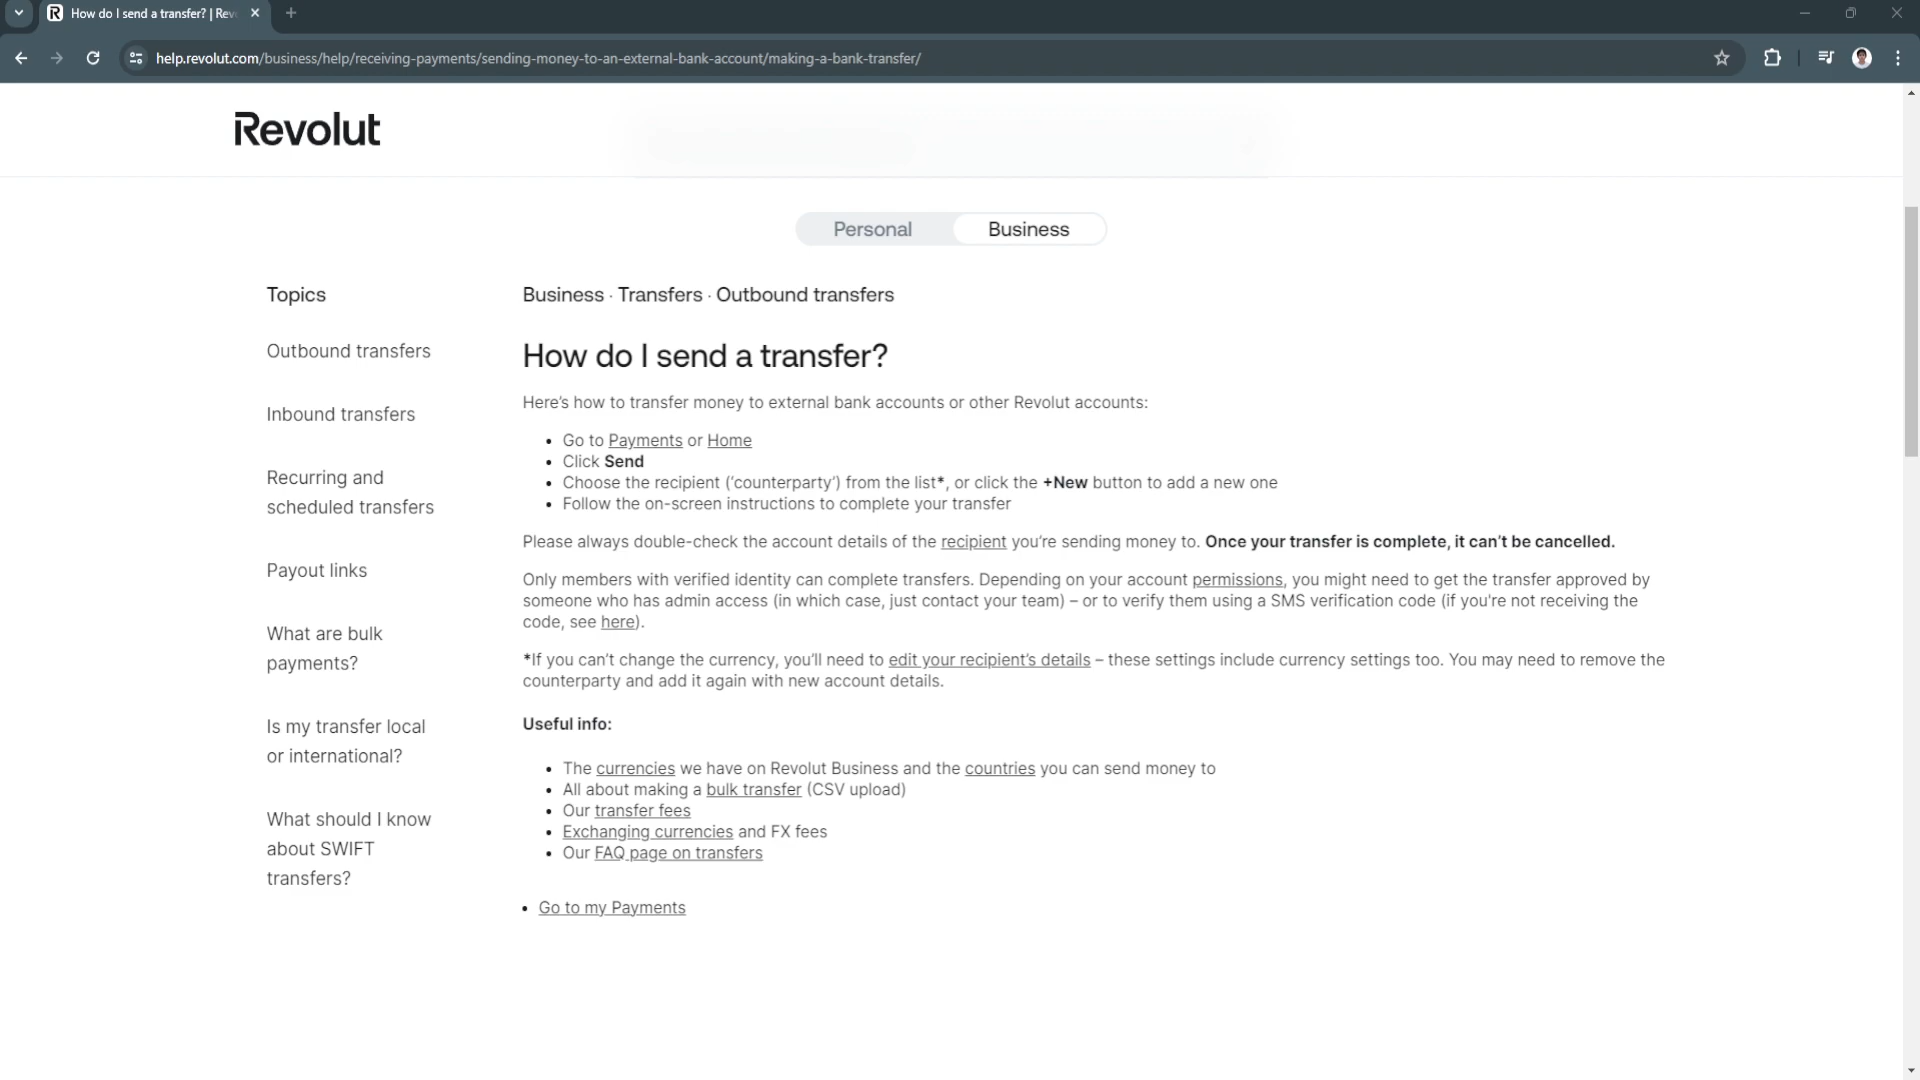 How do I send a transfer? | Rev
help.revolut.com/business/help/receiving-payments/sending-money-to-an-external-bank-account/making-a-bank-transfer/
Revolut
Personal
Business
Topics
Outbound transfers
Inbound transfers
Recurring and
scheduled transfers
Payout links
What are bulk
payments?
Is my transfer local
or international?
What should I know
about SWIFT
transfers?
Business · Transfers · Outbound transfers
How do I send a transfer?
Here's how to transfer money to external bank accounts or other Revolut accounts:
• Go to Payments or Home
• Click Send
• Choose the recipient (‘counterparty’) from the list*, or click the +New button to add a new one
• Follow the on-screen instructions to complete your transfer
Please always double-check the account details of the recipient you’re sending money to. Once your transfer is complete, it can’t be cancelled.
Only members with verified identity can complete transfers. Depending on your account permissions, you might need to get the transfer approved by
someone who has admin access (in which case, just contact your team) – or to verify them using a SMS verification code (if you're not receiving the
code, see here).
*If you can’t change the currency, you’ll need to edit your recipient’s details – these settings include currency settings too. You may need to remove the
counterparty and add it again with new account details.
Useful info:
• The currencies we have on Revolut Business and the countries you can send money to
• All about making a bulk transfer (CSV upload)
• Our transfer fees
• Exchanging currencies and FX fees
• Our FAQ page on transfers
• Go to my Payments